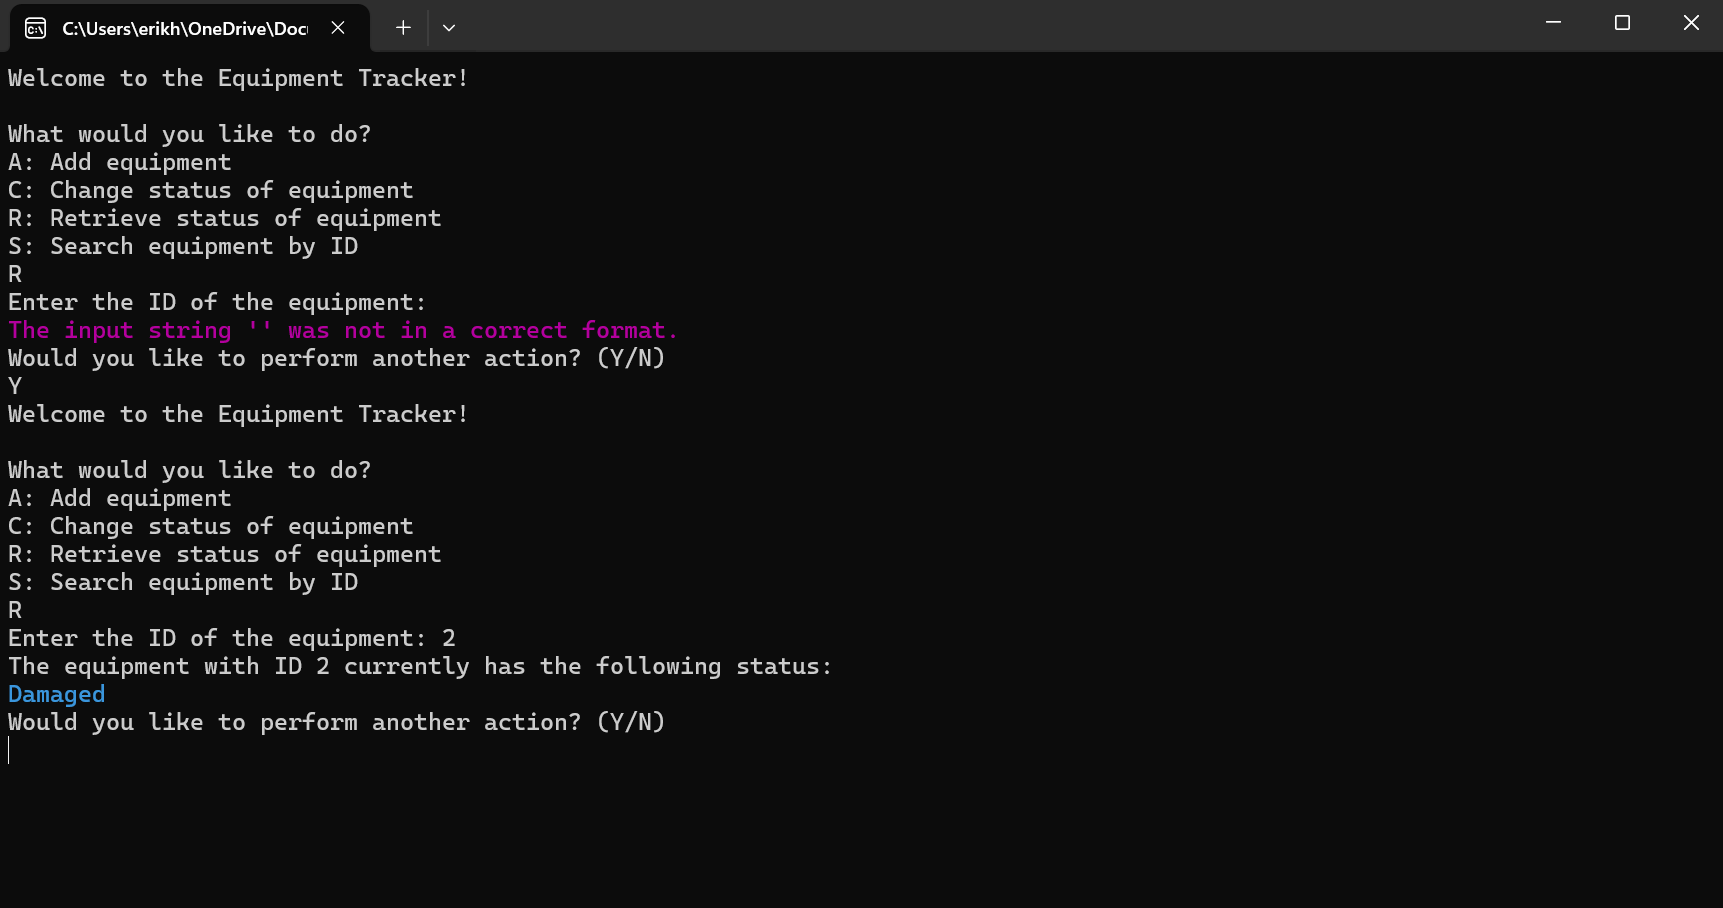 C:\Users\erikh\OneDrive\Doc
Welcome to the Equipment Tracker!
What would you like to do?
A: Add equipment
C: Change status of equipment
R: Retrieve status of equipment
S: Search equipment by ID
R
Enter the ID of the equipment:
The input string '' was not in a correct format.
Would you like to perform another action? (Y/N)
Y
Welcome to the Equipment Tracker!
What would you like to do?
A: Add equipment
C: Change status of equipment
R: Retrieve status of equipment
S: Search equipment by ID
R
Enter the ID of the equipment: 2
The equipment with ID 2 currently has the following status:
Damaged
Would you like to perform another action? (Y/N)